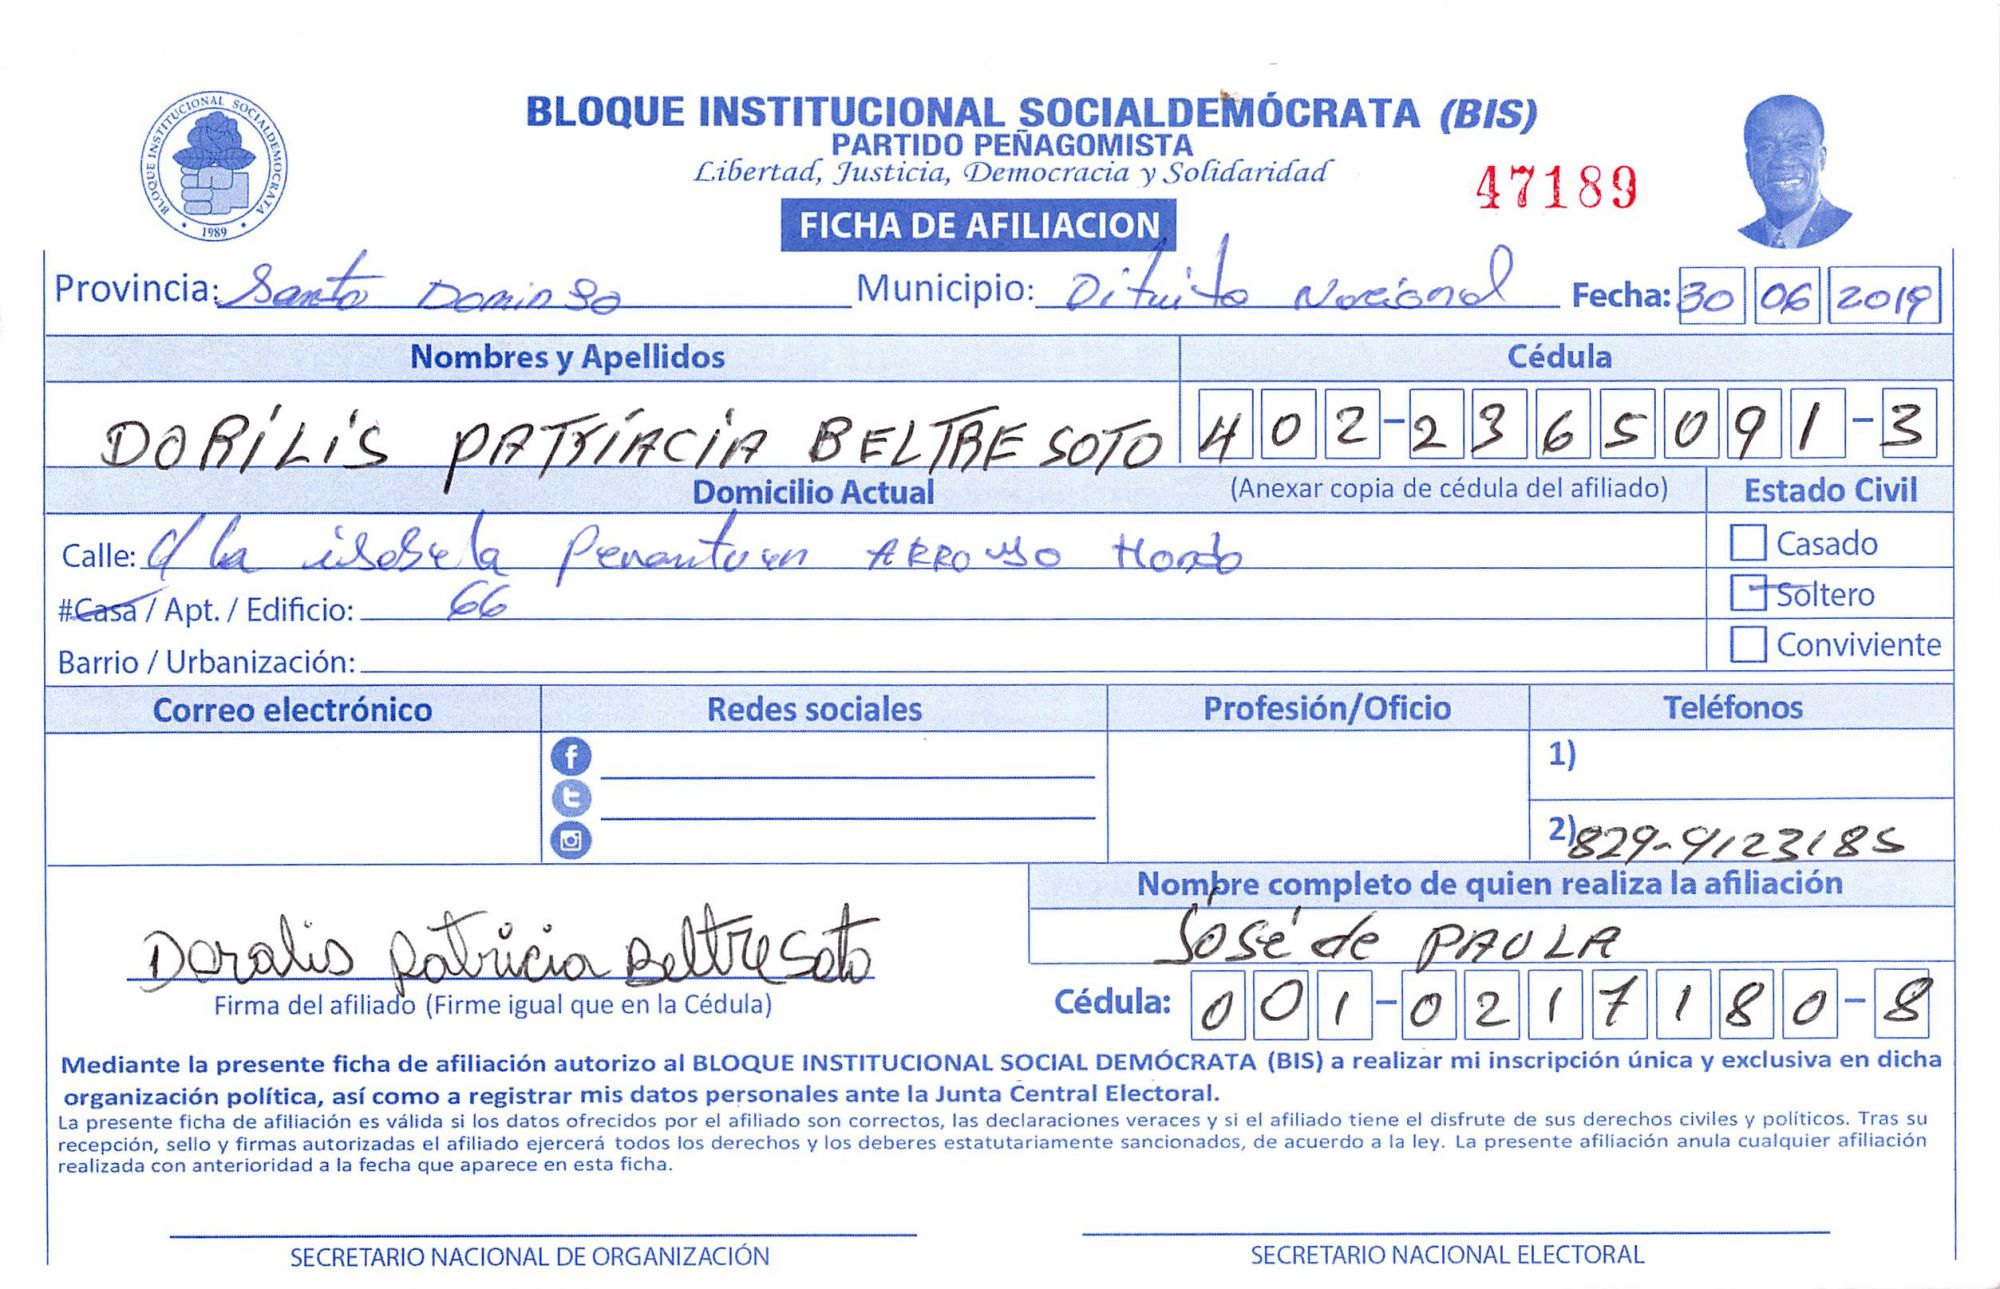 BLOQUE INSTITUCIONAL SOCIALDEMOCRATA
1989
BLOQUE INSTITUCIONAL SOCIALDEMÓCRATA (BIS)
PARTIDO PEÑAGOMISTA
Libertad, Justicia, Democracia y Solidaridad
47189
FICHA DE AFILIACION
Provincia: Santo Domingo Municipio: Ditrito Nacional Fecha: 30 06 2019
Nombres y Apellidos Cédula
DORÍLIS PATRÍACIA BELTRE SOTO 402-2365091-3
Domicilio Actual (Anexar copia de cédula del afiliado) Estado Civil
Calle: C/ La isabela ARROYO Hondo Casado
#Casa / Apt. / Edificio: 66 Soltero
Barrio / Urbanización: Conviviente
Correo electrónico Redes sociales Profesión/Oficio Teléfonos
1)
2) 829-9123185
Nombre completo de quien realiza la afiliación
José de PAULA
Doralis Patricia Beltre Soto
Firma del afiliado (Firme igual que en la Cédula) Cédula: 001-0217180-8
Mediante la presente ficha de afiliación autorizo al BLOQUE INSTITUCIONAL SOCIAL DEMÓCRATA (BIS) a realizar mi inscripción única y exclusiva en dicha
organización política, así como a registrar mis datos personales ante la Junta Central Electoral.
La presente ficha de afiliación es válida si los datos ofrecidos por el afiliado son correctos, las declaraciones veraces y si el afiliado tiene el disfrute de sus derechos civiles y políticos. Tras su
recepción, sello y firmas autorizadas el afiliado ejercerá todos los derechos y los deberes estatutariamente sancionados, de acuerdo a la ley. La presente afiliación anula cualquier afiliación
realizada con anterioridad a la fecha que aparece en esta ficha.
SECRETARIO NACIONAL DE ORGANIZACIÓN SECRETARIO NACIONAL ELECTORAL